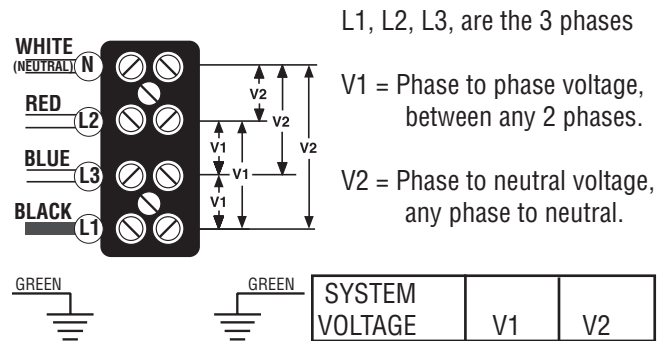 L1, L2, L3, are the 3 phases
WHITE
(NEUTRAL) N
V2
RED
L2
V2
V1 = Phase to phase voltage,
between any 2 phases.
V1
V2
BLUE
L3
V1
V2 = Phase to neutral voltage,
any phase to neutral.
V1
BLACK
L1
GREEN
GREEN
SYSTEM
VOLTAGE V1 V2